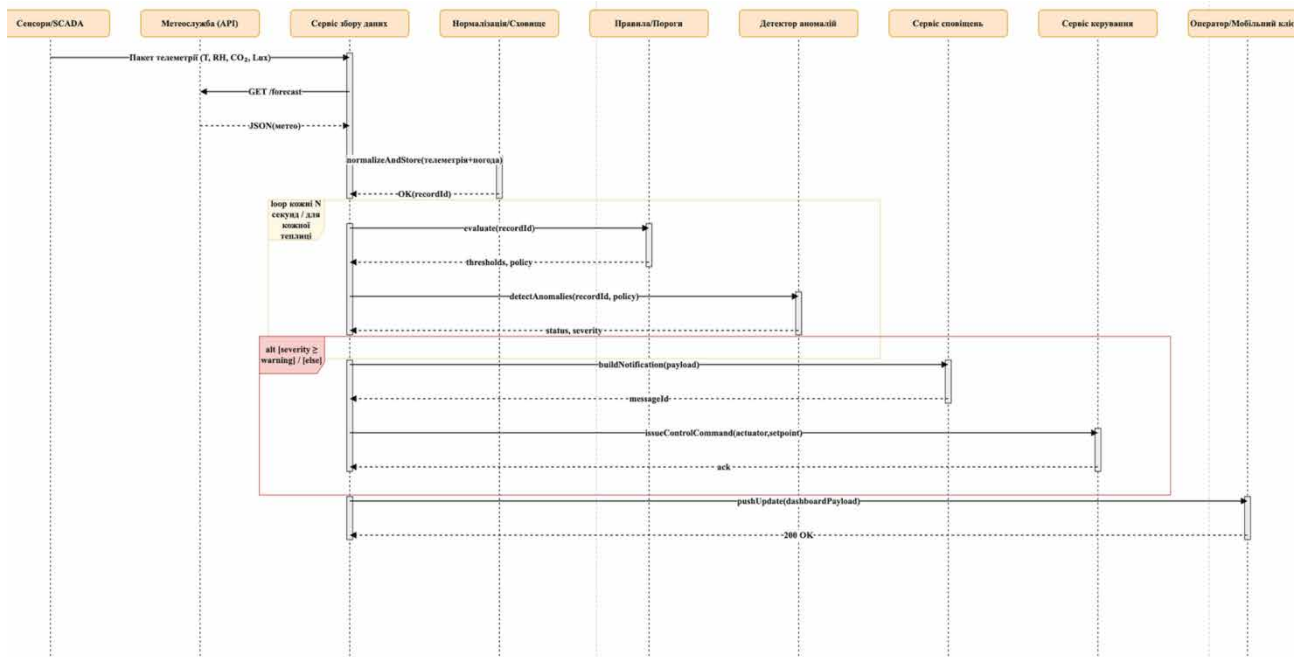 Сенсори/SCADA
Метеослужба (API)
Сервіс збору даних
Нормалізація/Сховище
Правила/Пороги
Детектор аномалій
Сервіс сповіщень
Сервіс керування
Оператор/Мобільний кліє
Пакет телеметрії (T, RH, CO₂, Lux)
GET /forecast
JSON(метео)
normalizeAndStore(телеметрія+погода)
OK(recordId)
loop кожні N
секунд / для
кожної
теплиці
evaluate(recordId)
thresholds, policy
detectAnomalies(recordId, policy)
status, severity
alt [severity ≥
warning] / [else]
buildNotification(payload)
messageId
issueControlCommand(actuator,setpoint)
ack
pushUpdate(dashboardPayload)
200 OK